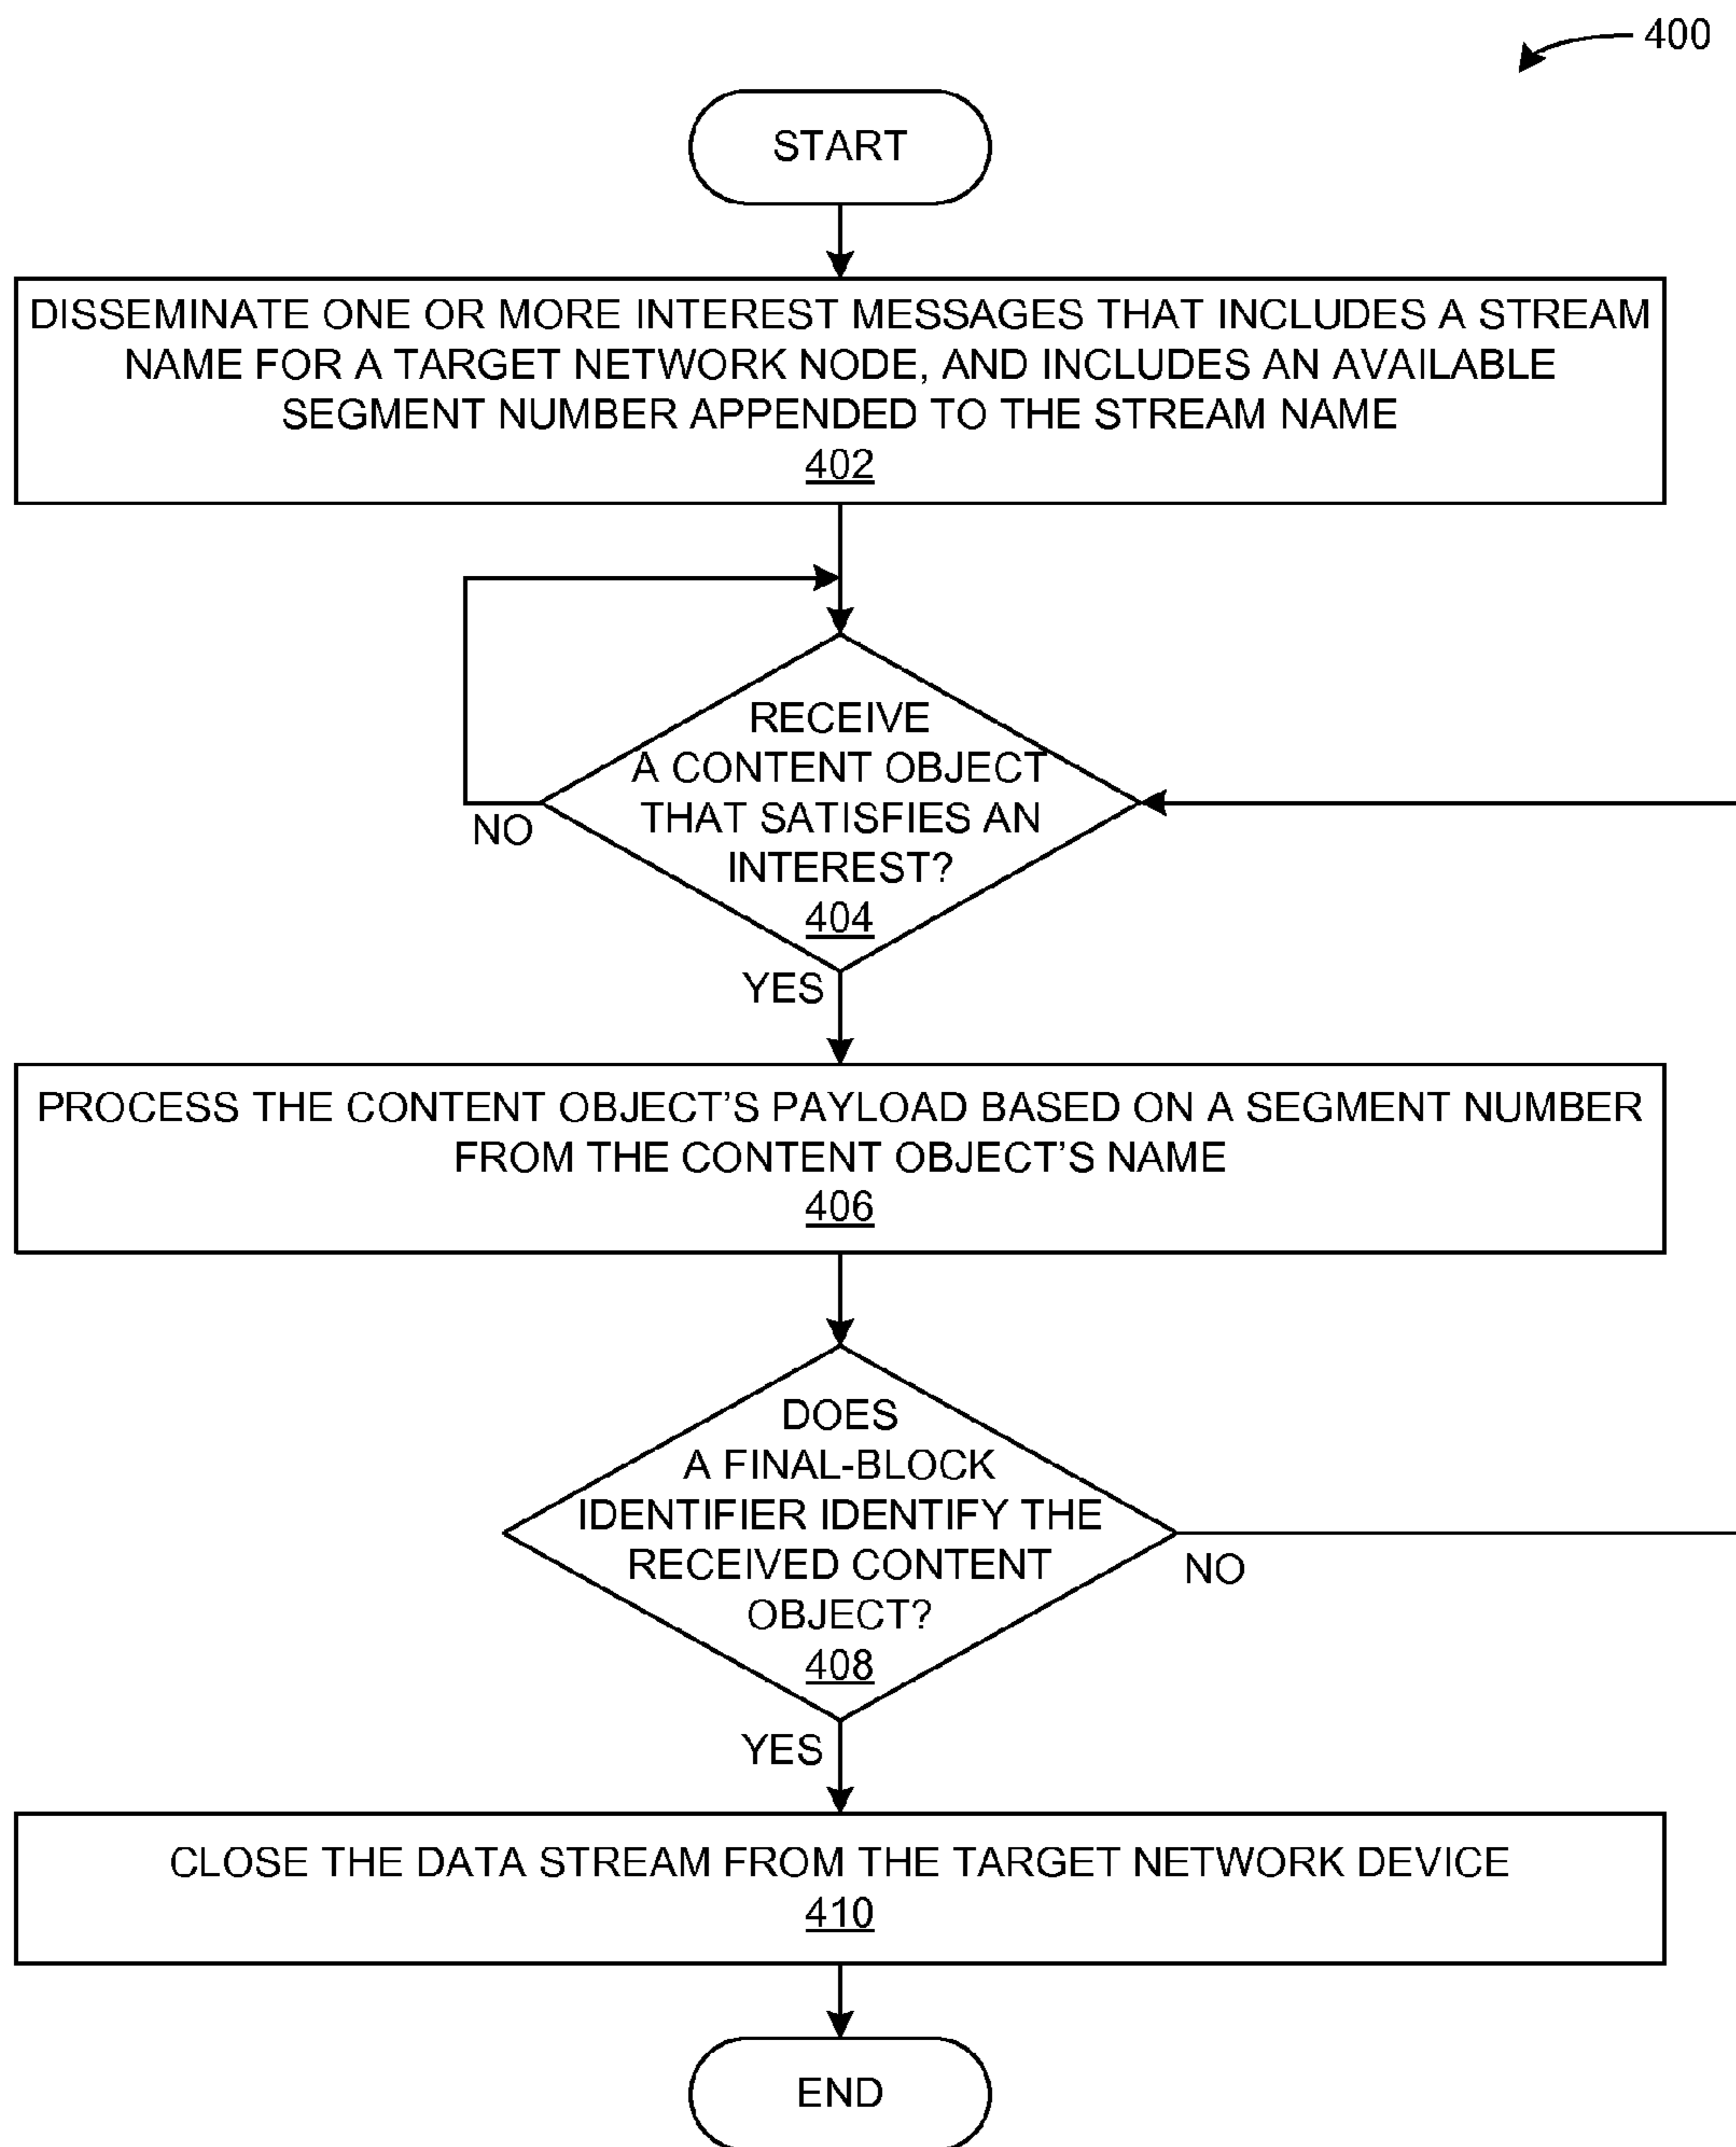 400
START
DISSEMINATE ONE OR MORE INTEREST MESSAGES THAT INCLUDES A STREAM
NAME FOR A TARGET NETWORK NODE, AND INCLUDES AN AVAILABLE
SEGMENT NUMBER APPENDED TO THE STREAM NAME
402
RECEIVE
A CONTENT OBJECT
THAT SATISFIES AN
INTEREST?
404
NO
YES
PROCESS THE CONTENT OBJECT'S PAYLOAD BASED ON A SEGMENT NUMBER
FROM THE CONTENT OBJECT'S NAME
406
DOES
A FINAL-BLOCK
IDENTIFIER IDENTIFY THE
RECEIVED CONTENT
OBJECT?
408
NO
YES
CLOSE THE DATA STREAM FROM THE TARGET NETWORK DEVICE
410
END